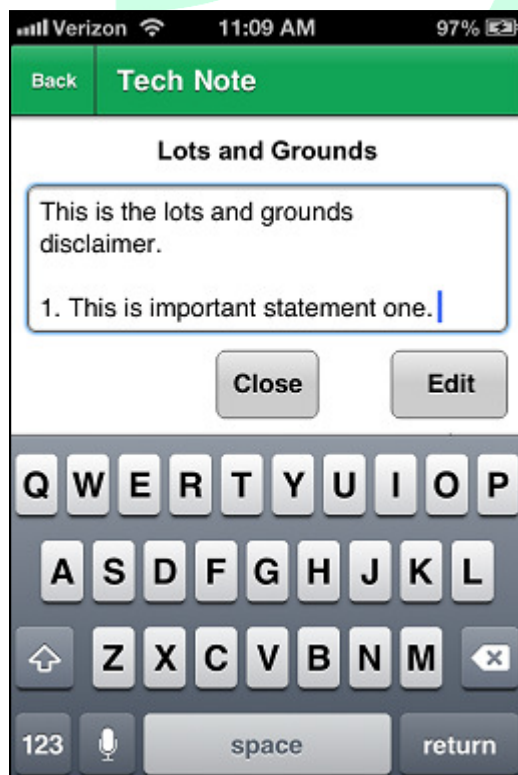 Verizon 11:09 AM 97%
Back Tech Note
Lots and Grounds
This is the lots and grounds
disclaimer.
1. This is important statement one.
Close Edit
Q W E R T Y U I O P
A S D F G H J K L
Z X C V B N M
123 space return